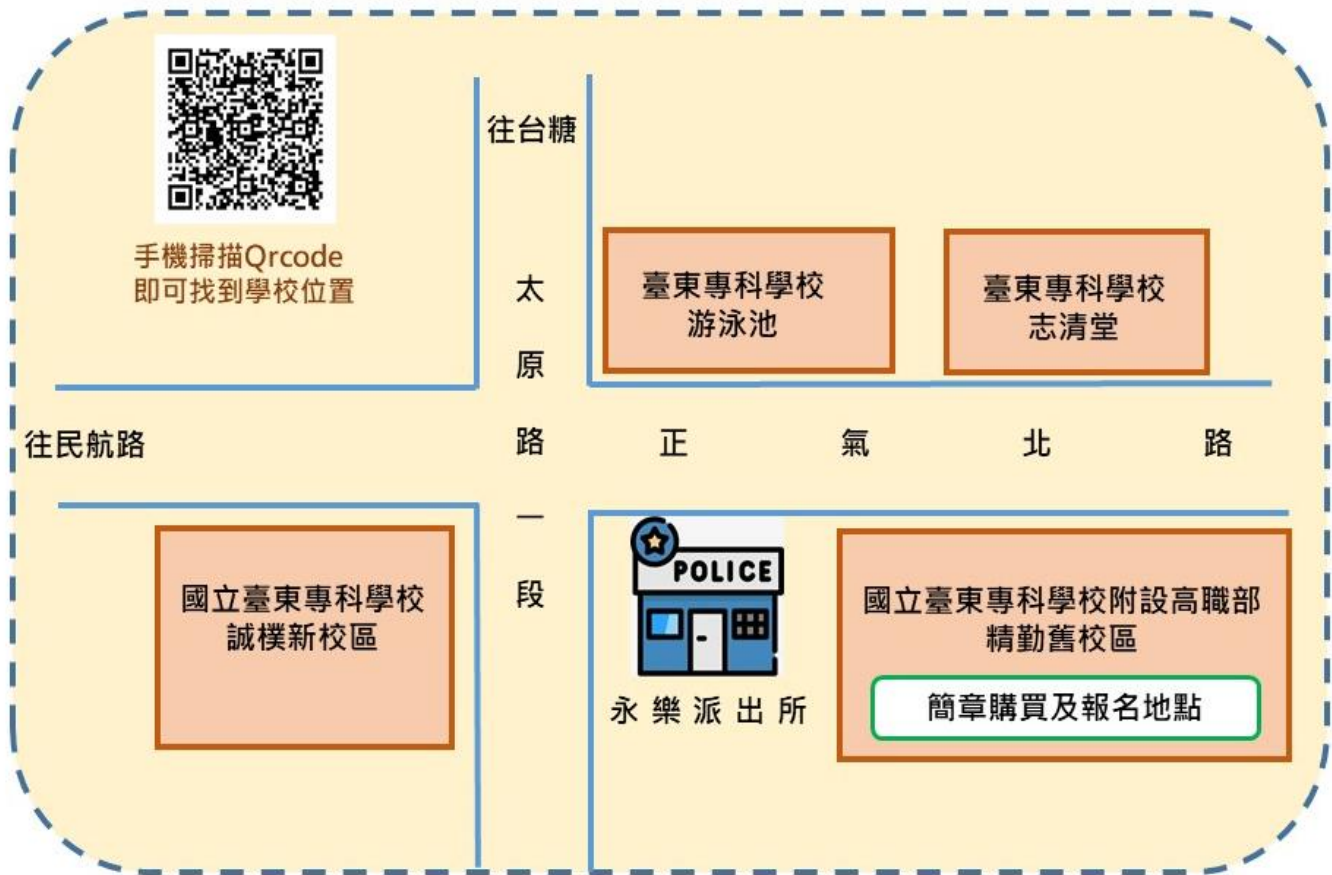 手機掃描Qrcode
即可找到學校位置
往台糖
太原路一段
臺東專科學校
游泳池
臺東專科學校
志清堂
往民航路
正氣北路
國立臺東專科學校
誠樸新校區
POLICE
永樂派出所
國立臺東專科學校附設高職部
精勤舊校區
簡章購買及報名地點